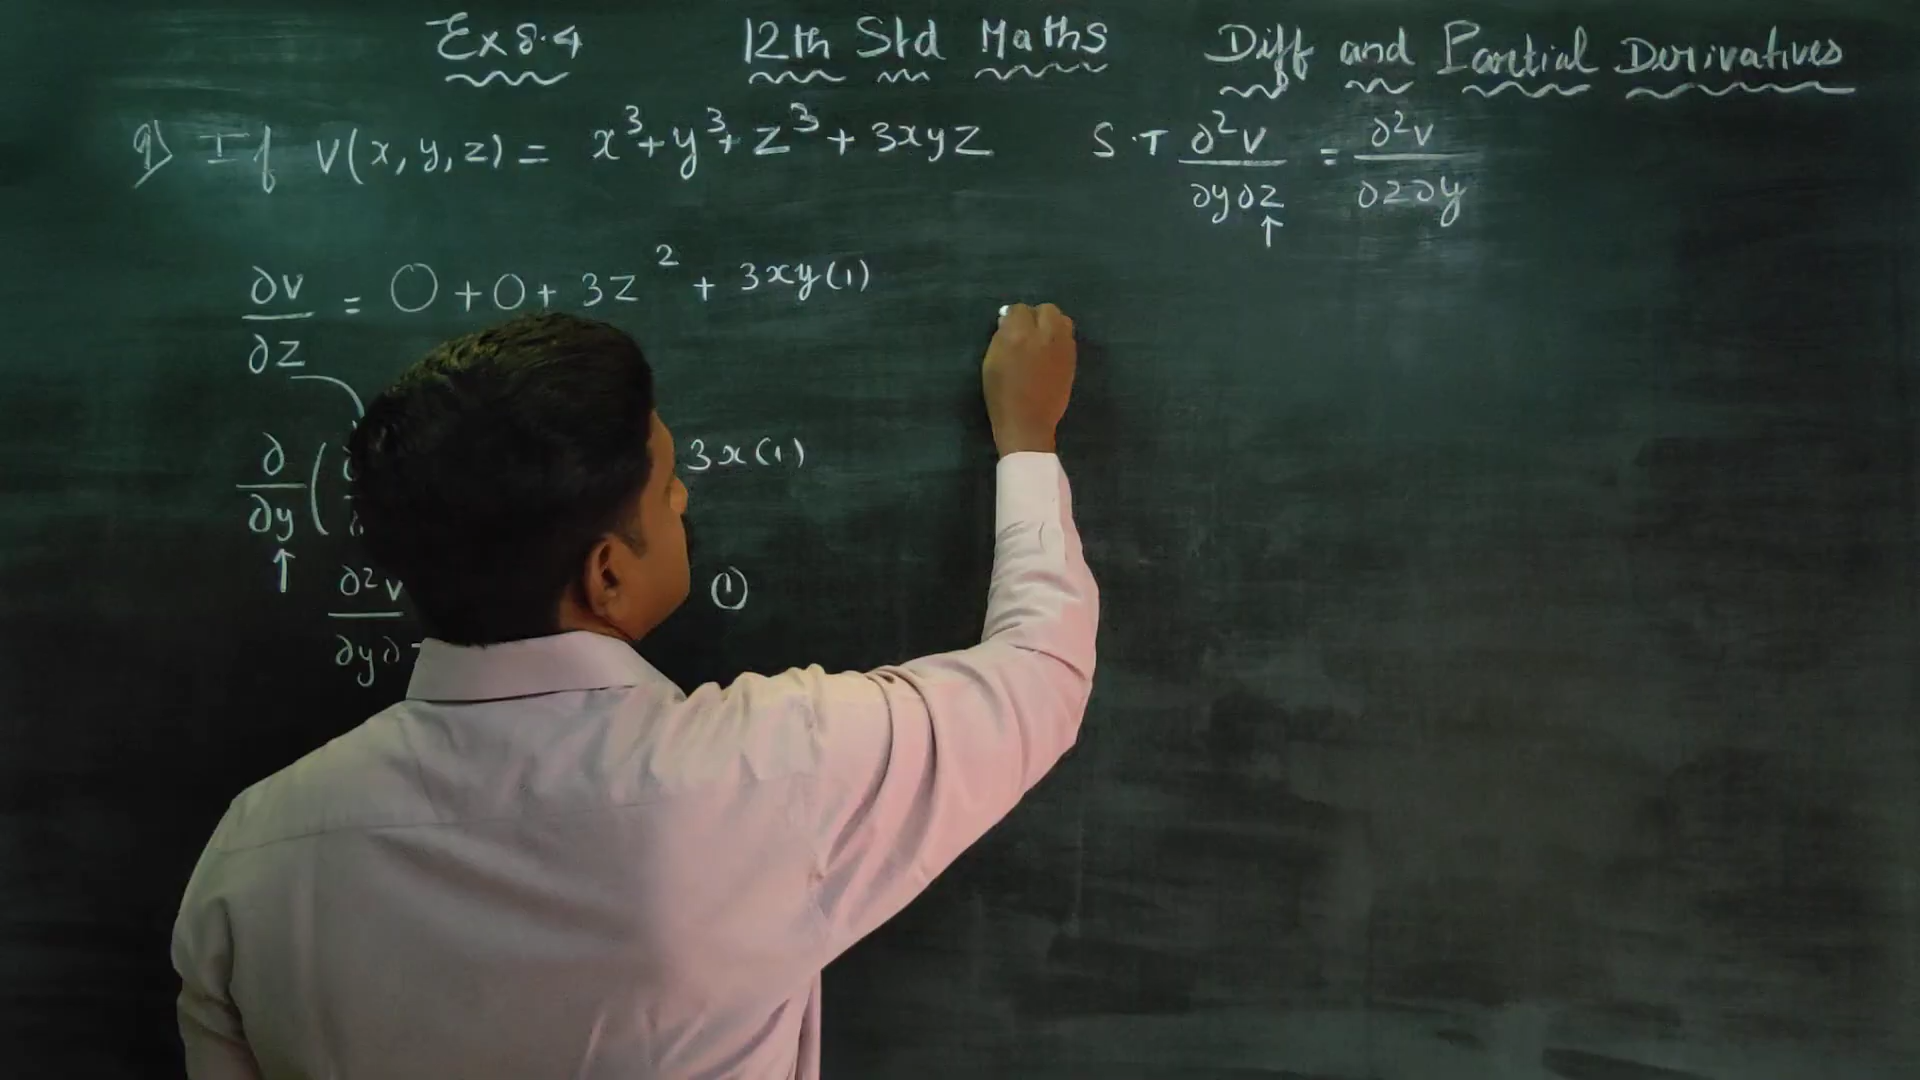 Ex 8.4 12th Std Maths Diff and Partial Derivatives
9) If v(x, y, z) = x³ + y³ + z³ + 3xyz S.T ∂²v/∂y∂z = ∂²v/∂z∂y
↑
∂v/∂z = 0 + 0 + 3z² + 3xy(1)
∂/∂y ( 3x(1)
↑
∂²v ①
∂y∂